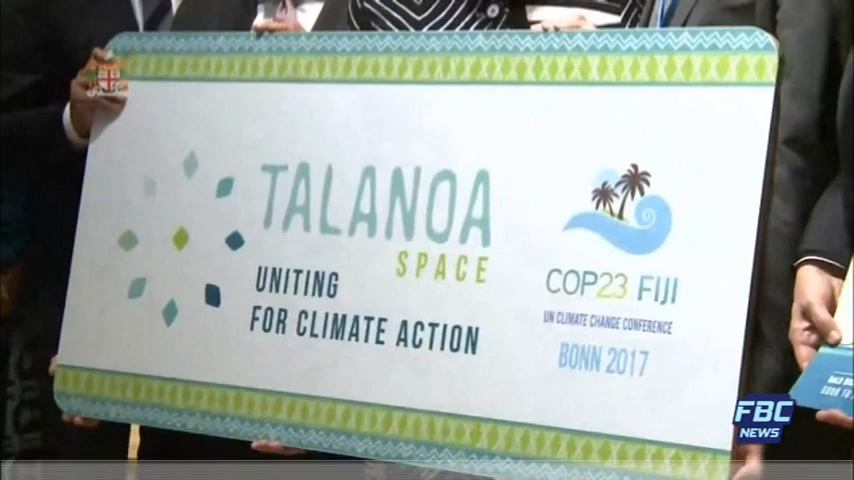 TALANOA
SPACE
UNITING
FOR CLIMATE ACTION
COP23 FIJI
UN CLIMATE CHANGE CONFERENCE
BONN 2017
FBC
NEWS